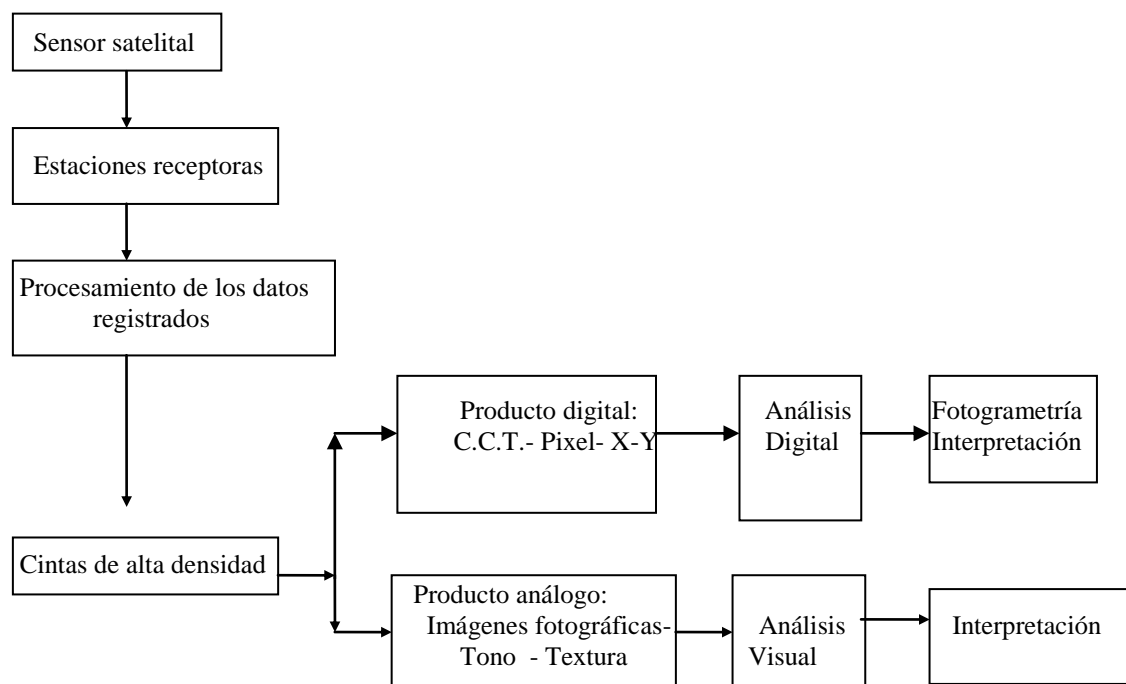 Sensor satelital
Estaciones receptoras
Procesamiento de los datos
registrados
Producto digital:
C.C.T.- Pixel- X-Y
Análisis
Digital
Fotogrametría
Interpretación
Cintas de alta densidad
Producto análogo:
Imágenes fotográficas-
Tono - Textura
Análisis
Visual
Interpretación